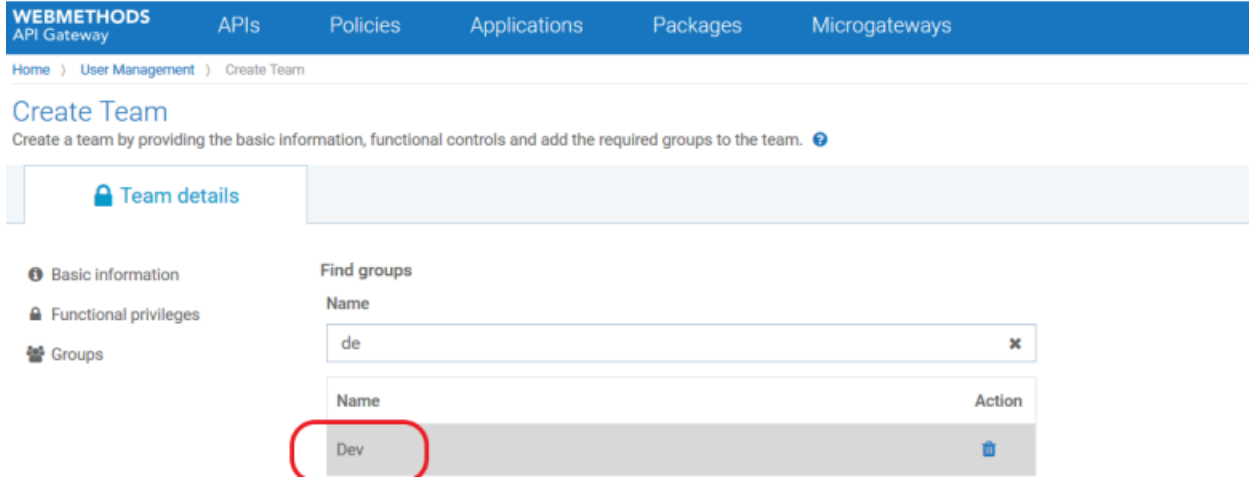 WEBMETHODS
API Gateway
APIs Policies Applications Packages Microgateways
Home 〉 User Management 〉 Create Team
Create Team
Create a team by providing the basic information, functional controls and add the required groups to the team.
Team details
Basic information
Functional privileges
Groups
Find groups
Name
de
Name Action
Dev